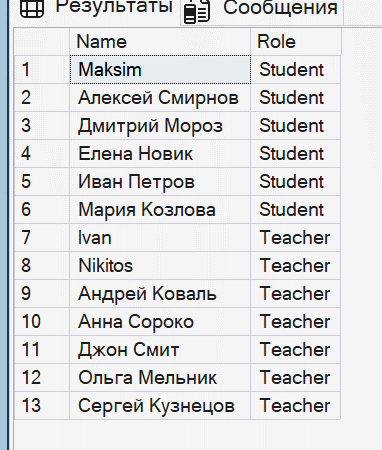 Результаты Сообщения
Name Role
1 Maksim Student
2 Алексей Смирнов Student
3 Дмитрий Мороз Student
4 Елена Новик Student
5 Иван Петров Student
6 Мария Козлова Student
7 Ivan Teacher
8 Nikitos Teacher
9 Андрей Коваль Teacher
10 Анна Сороко Teacher
11 Джон Смит Teacher
12 Ольга Мельник Teacher
13 Сергей Кузнецов Teacher